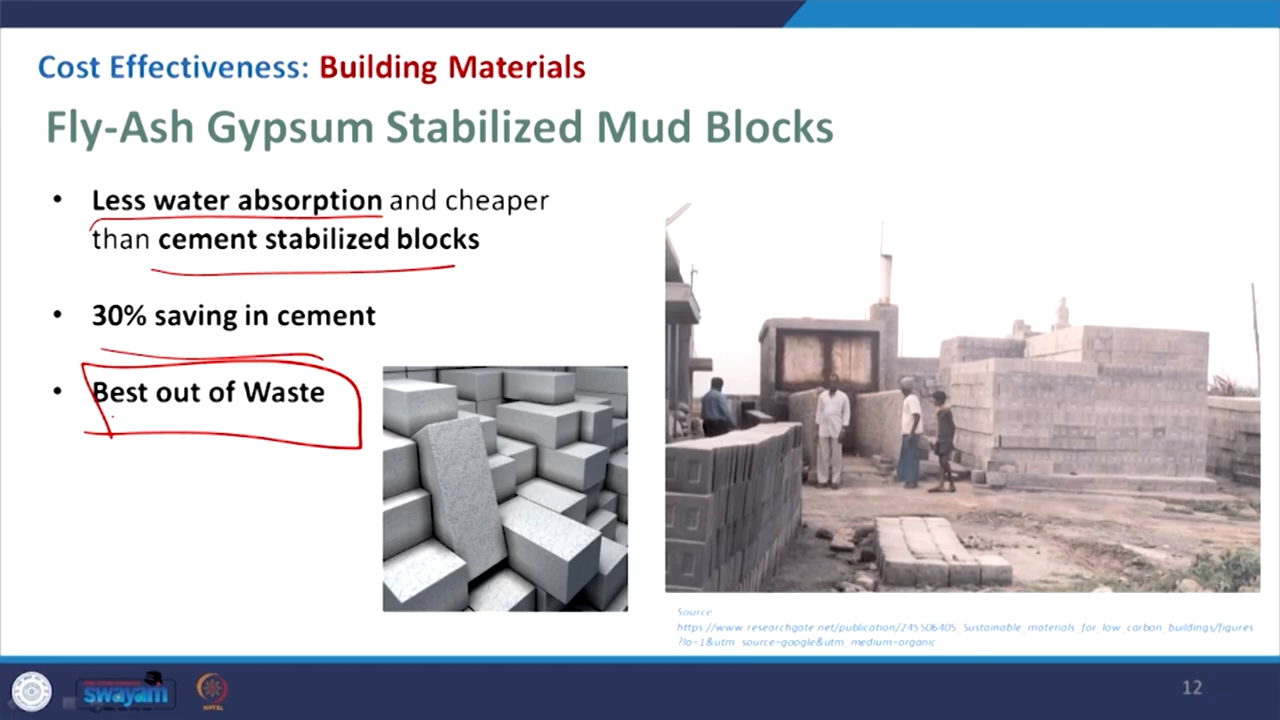 Cost Effectiveness: Building Materials
Fly-Ash Gypsum Stabilized Mud Blocks
• Less water absorption and cheaper
than cement stabilized blocks
• 30% saving in cement
• Best out of Waste
Source
https://www.researchgate.net/publication/245506405_Sustainable_materials_for_low_carbon_buildings/figures
?lo=1&utm_source=google&utm_medium=organic
swayam
NPTEL
12